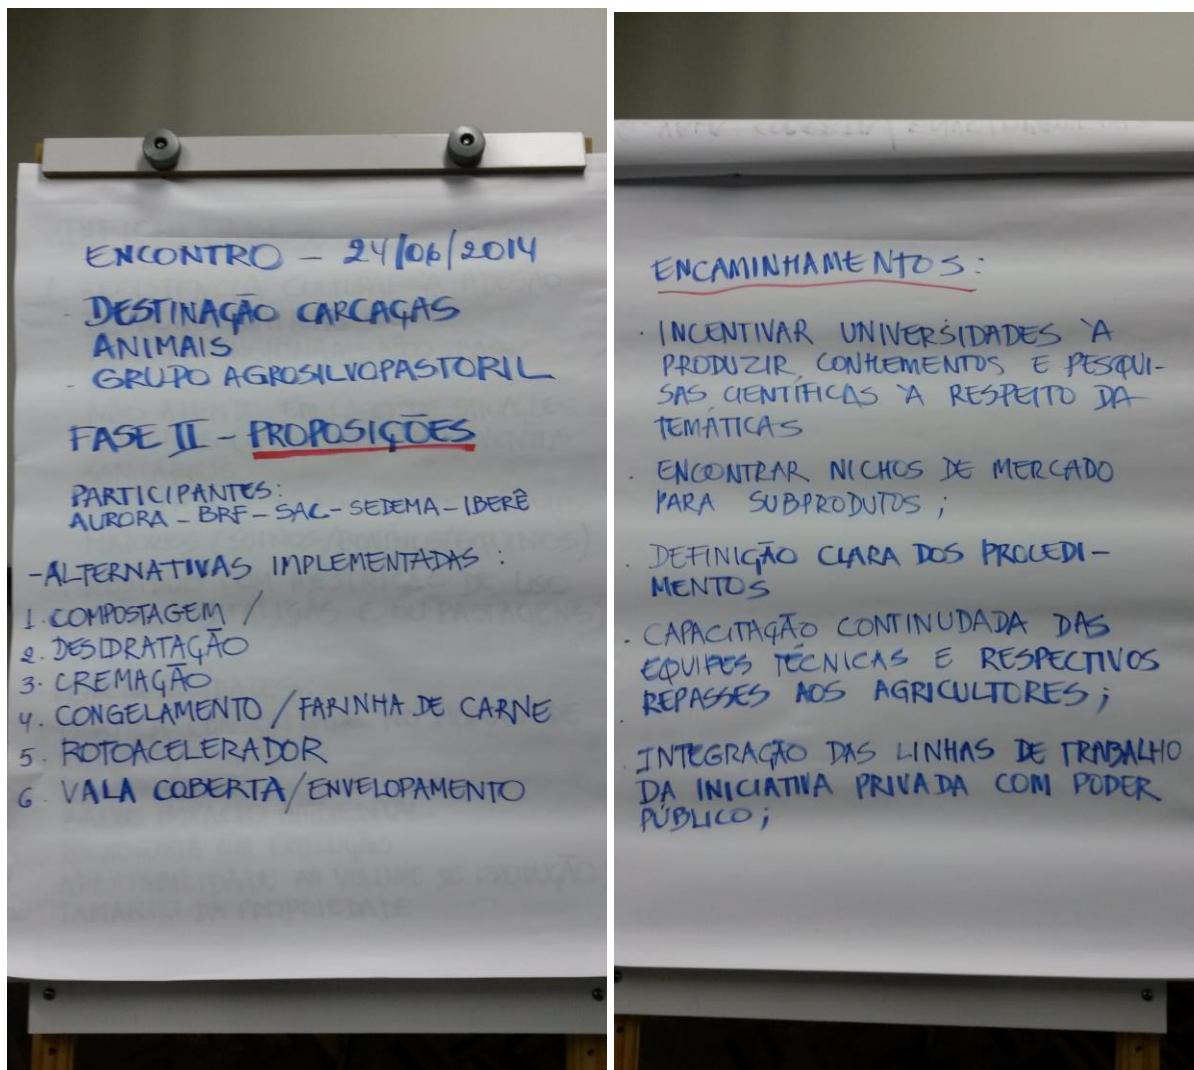 ENCONTRO - 24/06/2014
- DESTINAÇÃO CARCAÇAS
ANIMAIS
- GRUPO AGROSILVOPASTORIL
FASE II - PROPOSIÇÕES
PARTICIPANTES:
AURORA - BRF - SAC - SEDEMA - IBERÊ
- ALTERNATIVAS IMPLEMENTADAS:
1. COMPOSTAGEM /
2. DESIDRATAÇÃO
3. CREMAÇÃO
4. CONGELAMENTO / FARINHA DE CARNE
5. ROTOACELERADOR
6. VALA COBERTA/ENVELOPAMENTO
ENCAMINHAMENTOS:
. INCENTIVAR UNIVERSIDADES À
PRODUZIR CONHEMENTOS E PESQUI-
SAS CIENTÍFICAS À RESPEITO DA
TEMÁTICAS
. ENCONTRAR NICHOS DE MERCADO
PARA SUBPRODUTOS;
. DEFINIÇÃO CLARA DOS PROCEDI-
MENTOS
. CAPACITAÇÃO CONTINUDADA DAS
EQUIPES TÉCNICAS E RESPECTIVOS
REPASSES AOS AGRICULTORES;
. INTEGRAÇÃO DAS LINHAS DE TRABALHO
DA INICIATIVA PRIVADA COM PODER
PÚBLICO;